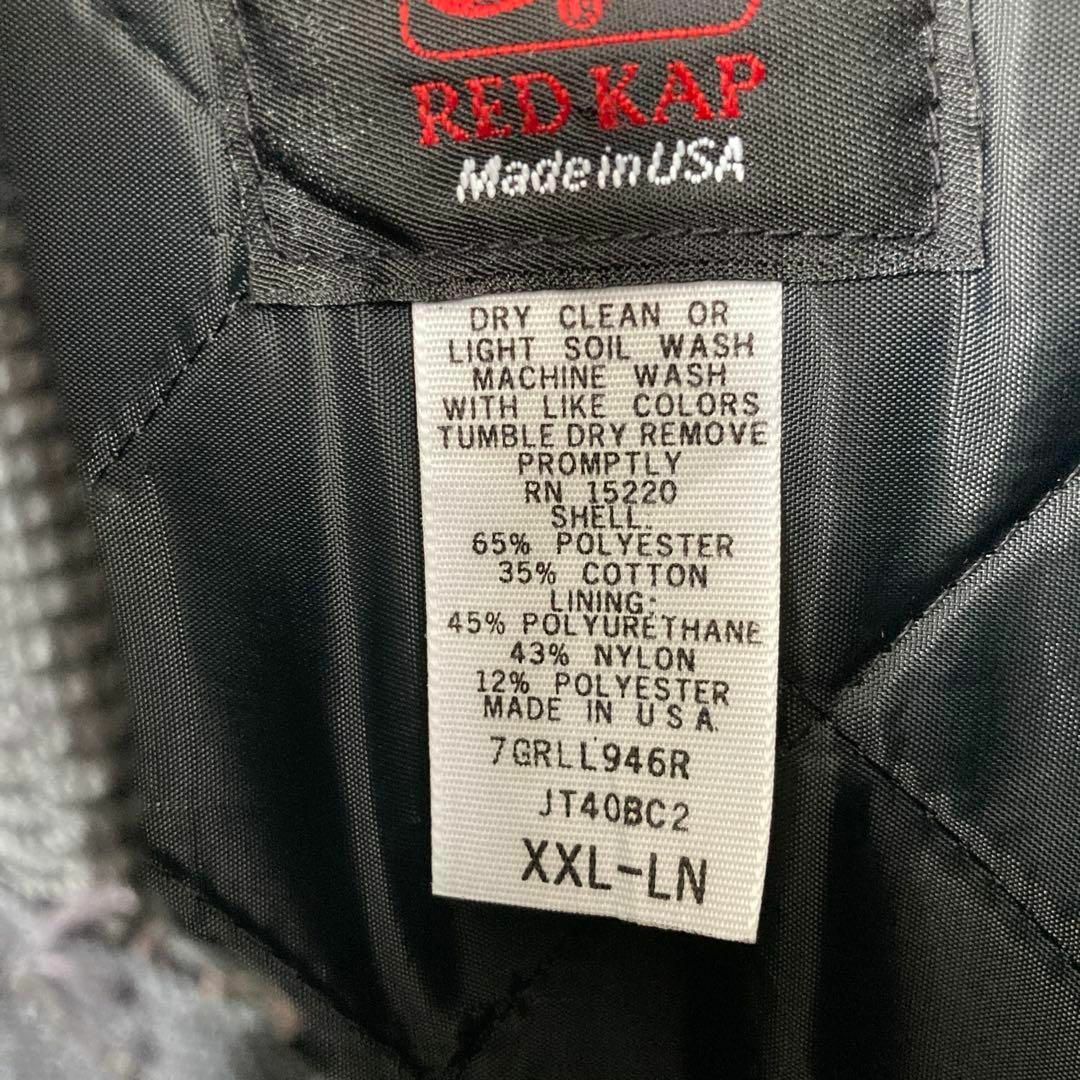 RED KAP
Made in USA
DRY CLEAN OR
LIGHT SOIL WASH
MACHINE WASH
WITH LIKE COLORS
TUMBLE DRY REMOVE
PROMPTLY
RN 15220
SHELL:
65% POLYESTER
35% COTTON
LINING:
45% POLYURETHANE
43% NYLON
12% POLYESTER
MADE IN U S A.
7GRLL946R
JT40BC2
XXL-LN